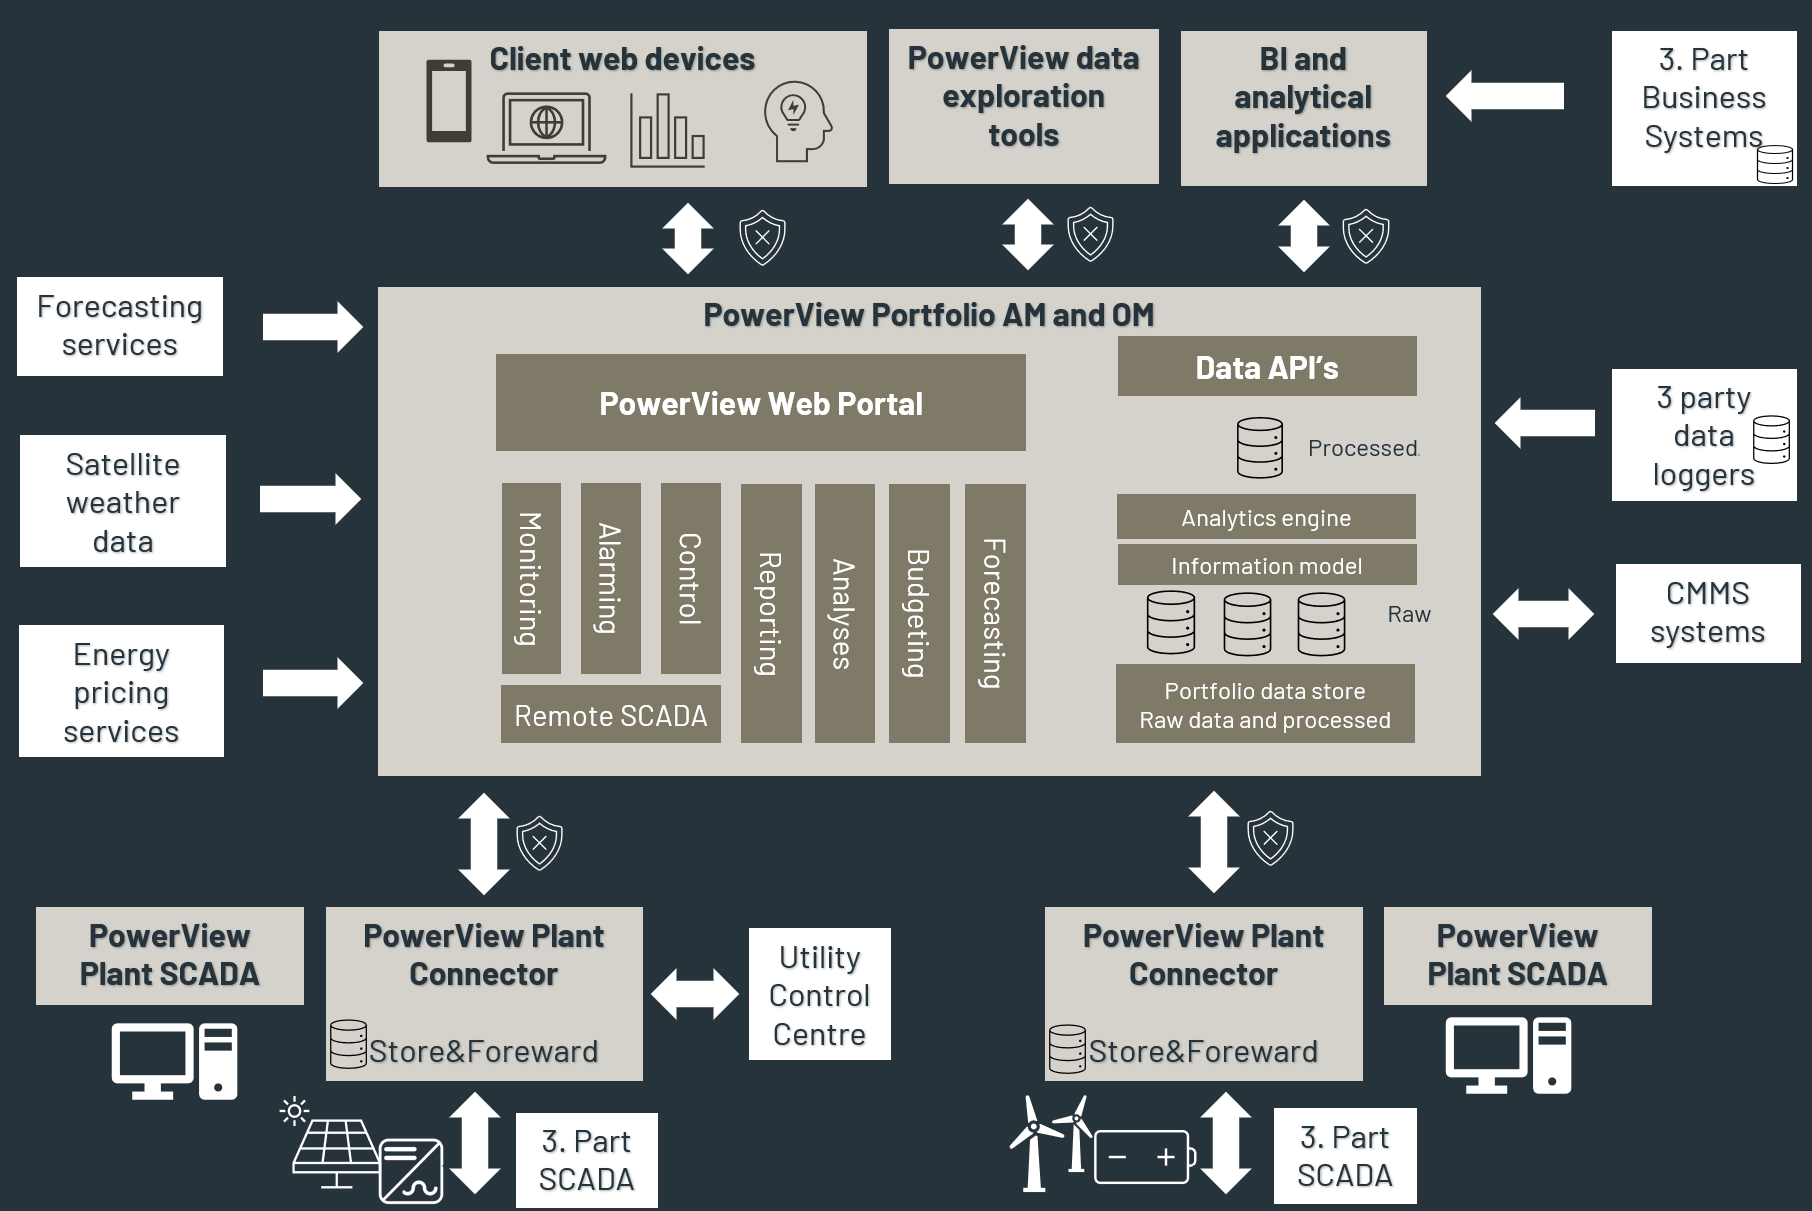 Client web devices
PowerView data
exploration
tools
BI and
analytical
applications
3. Part
Business
Systems
Forecasting
services
Satellite
weather
data
Energy
pricing
services
PowerView Portfolio AM and OM
PowerView Web Portal
Monitoring
Alarming
Control
Reporting
Analyses
Budgeting
Forecasting
Remote SCADA
Data API's
Processed.
Analytics engine
Information model
Raw
Portfolio data store
Raw data and processed
3 party
data
loggers
CMMS
systems
PowerView
Plant SCADA
PowerView Plant
Connector
Store&Foreward
Utility
Control
Centre
3. Part
SCADA
PowerView Plant
Connector
Store&Foreward
PowerView
Plant SCADA
3. Part
SCADA